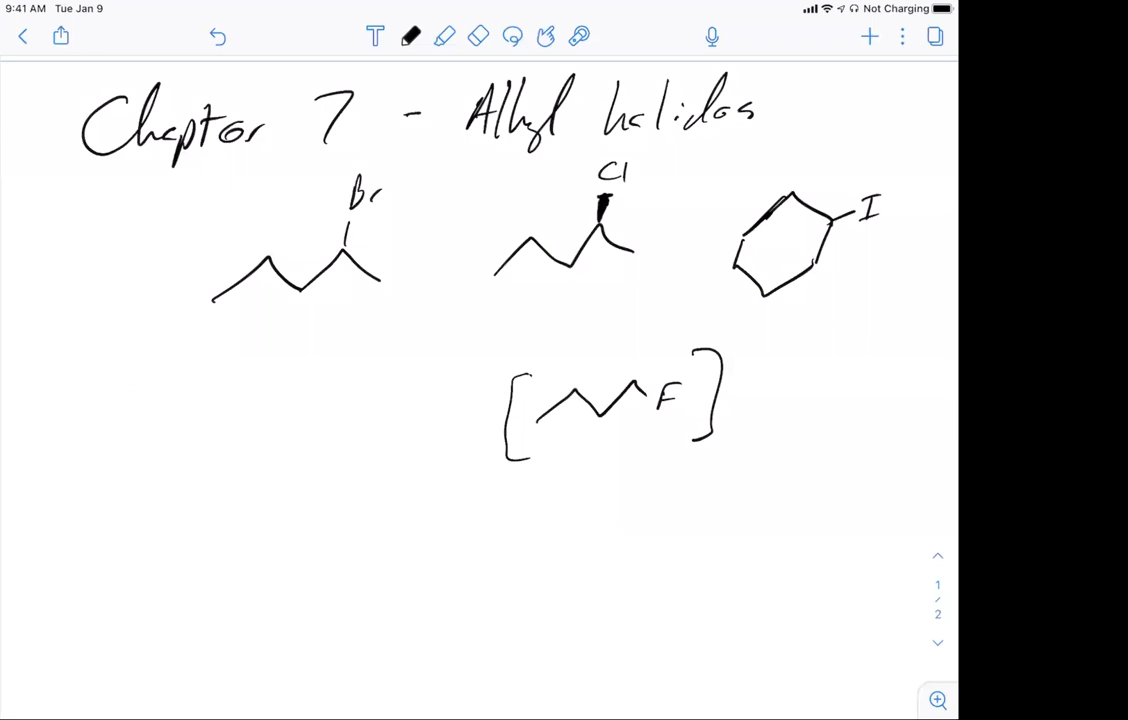 9:41 AM Tue Jan 9
Not Charging
Chapter 7 - Alkyl halides
Br
Cl
I
F
1
/
2